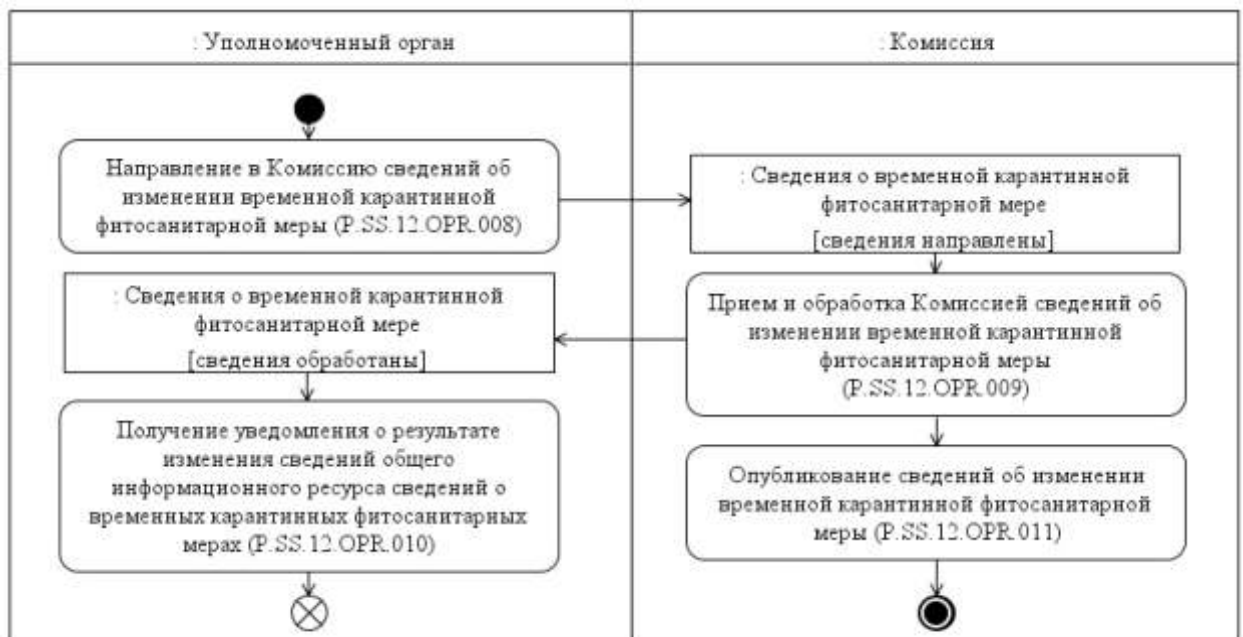 : Уполномоченный орган
: Комиссия
Направление в Комиссию сведений об
изменении временной карантинной
фитосанитарной меры (P.SS.12.OPR.008)
: Сведения о временной карантинной
фитосанитарной мере
[сведения направлены]
: Сведения о временной карантинной
фитосанитарной мере
[сведения обработаны]
Прием и обработка Комиссией сведений об
изменении временной карантинной
фитосанитарной меры
(P.SS.12.OPR.009)
Получение уведомления о результате
изменения сведений общего
информационного ресурса сведений о
временных карантинных фитосанитарных
мерах (P.SS.12.OPR.010)
Опубликование сведений об изменении
временной карантинной фитосанитарной
меры (P.SS.12.OPR.011)